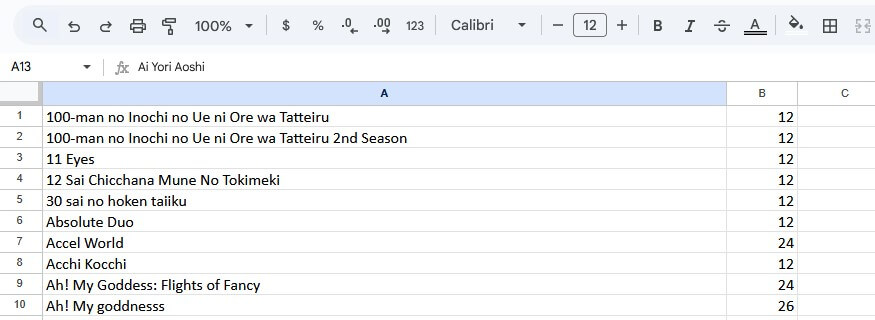 100% $ % .0 .00 123 Calibri 12 B I S A
A13 fx Ai Yori Aoshi
A B C
1 100-man no Inochi no Ue ni Ore wa Tatteiru 12
2 100-man no Inochi no Ue ni Ore wa Tatteiru 2nd Season 12
3 11 Eyes 12
4 12 Sai Chicchana Mune No Tokimeki 12
5 30 sai no hoken taiiku 12
6 Absolute Duo 12
7 Accel World 24
8 Acchi Kocchi 12
9 Ah! My Goddess: Flights of Fancy 24
10 Ah! My goddnesss 26